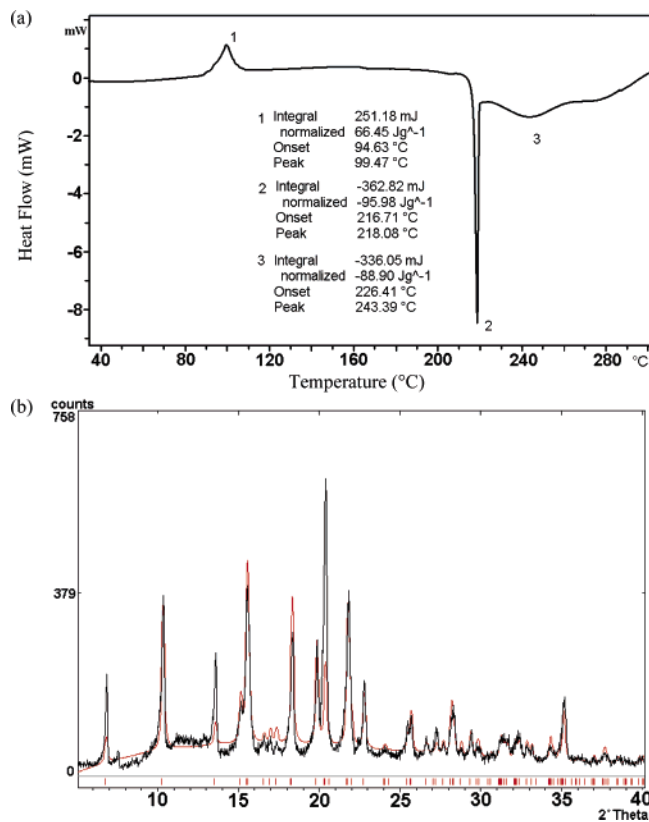 (a)
mW
1
0
-2
-4
-6
-8
Heat Flow (mW)
1 Integral 251.18 mJ
normalized 66.45 Jg^-1
Onset 94.63 °C
Peak 99.47 °C
2 Integral -362.82 mJ
normalized -95.98 Jg^-1
Onset 216.71 °C
Peak 218.08 °C
3 Integral -336.05 mJ
normalized -88.90 Jg^-1
Onset 226.41 °C
Peak 243.39 °C
3
2
40 80 120 160 200 240 280 °C
Temperature (°C)
(b)
counts
758
379
0
10 15 20 25 30 35 40
2°Theta